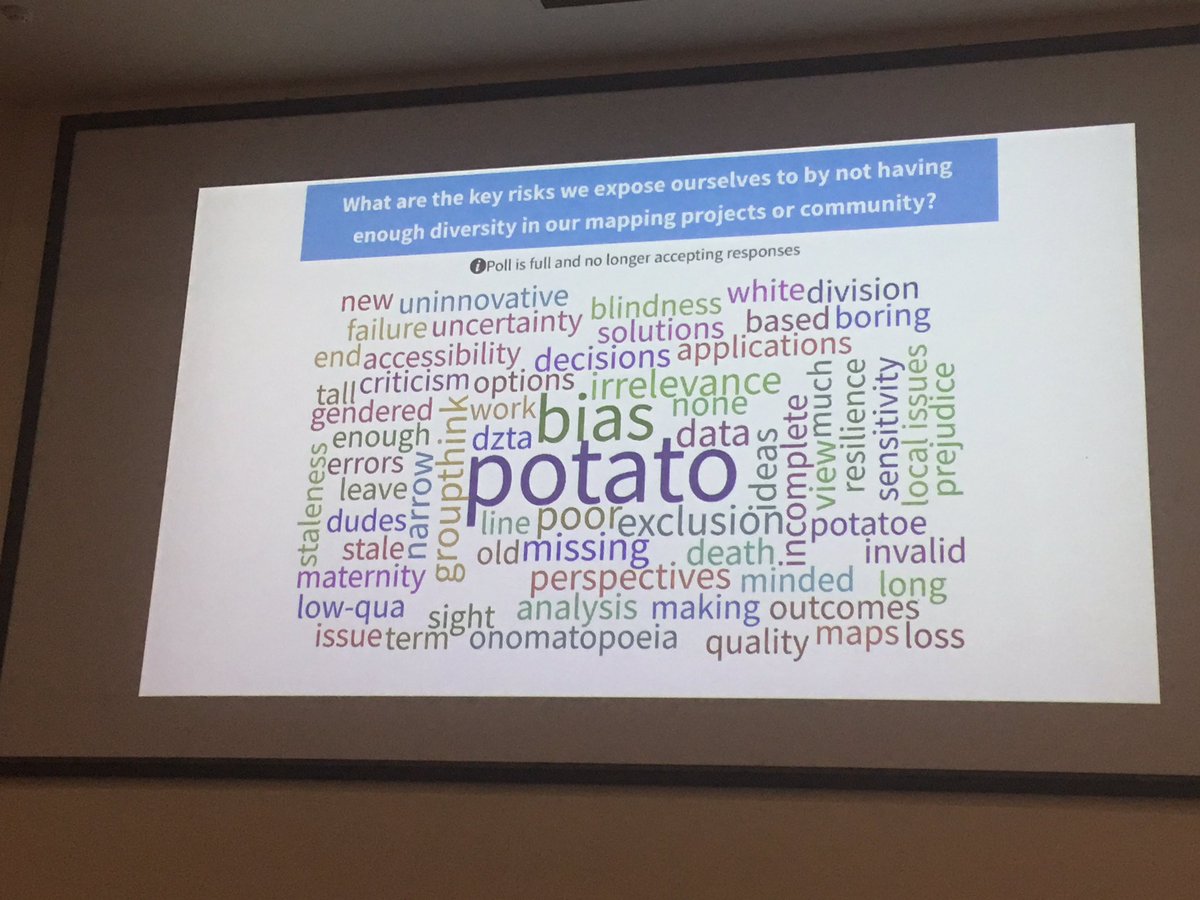 What are the key risks we expose ourselves to by not having
enough diversity in our mapping projects or community?
i Poll is full and no longer accepting responses
new uninnovative blindness white division
failure uncertainty solutions based boring
end accessibility decisions applications
tall criticism options irrelevance
gendered work bias none
enough dzta data
errors potato
leave
staleness
narrow
groupthink
ideas
incomplete
view
much
resilience
sensitivity
local issues
prejudice
dudes line poor exclusion potatoe
stale old missing death invalid
maternity perspectives minded long
low-qua sight analysis making outcomes
issue term onomatopoeia quality maps loss